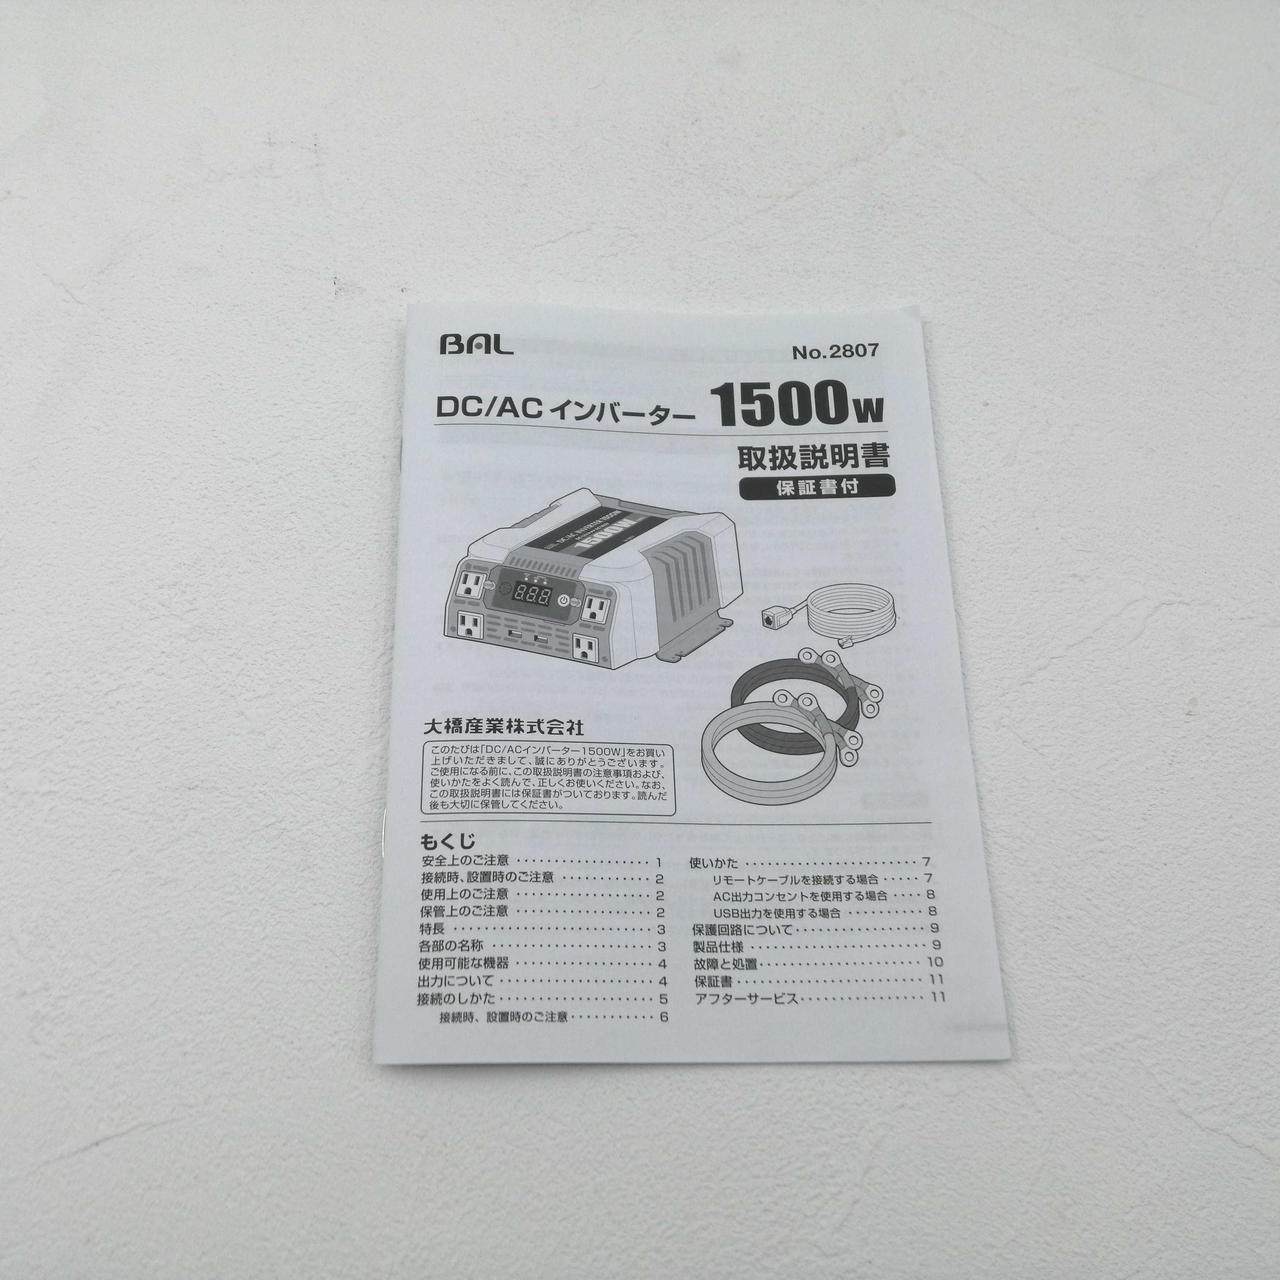 BAL
No.2807
DC/AC インバーター 1500W
取扱説明書
保証書付
DC/AC INVERTER 1500W
1500W
大橋産業株式会社
このたびは「DC/ACインバーター1500W」をお買い
上げいただきまして、誠にありがとうございます。
ご使用になる前に、この取扱説明書の注意事項および、
使いかたをよく読んで、正しくお使いください。なお、
この取扱説明書には保証書がついております。読んだ
後も大切に保管してください。
もくじ
安全上のご注意 ・・・・・・・・・・・・・・・・・・ 1
接続時、設置時のご注意 ・・・・・・・・・・・・ 2
使用上のご注意 ・・・・・・・・・・・・・・・・・・ 2
保管上のご注意 ・・・・・・・・・・・・・・・・・・ 2
特長 ・・・・・・・・・・・・・・・・・・・・・・・・・・・ 3
各部の名称 ・・・・・・・・・・・・・・・・・・・・・ 3
使用可能な機器 ・・・・・・・・・・・・・・・・・・ 4
出力について ・・・・・・・・・・・・・・・・・・・・ 4
接続のしかた ・・・・・・・・・・・・・・・・・・・・ 5
接続時、設置時のご注意 ・・・・・・・・・・・ 6
使いかた ・・・・・・・・・・・・・・・・・・・・・・・ 7
リモートケーブルを接続する場合 ・・・・・ 7
AC出力コンセントを使用する場合 ・・・・ 8
USB出力を使用する場合 ・・・・・・・・・・ 8
保護回路について ・・・・・・・・・・・・・・・・・ 9
製品仕様 ・・・・・・・・・・・・・・・・・・・・・・・ 9
故障と処置 ・・・・・・・・・・・・・・・・・・・・・ 10
保証書 ・・・・・・・・・・・・・・・・・・・・・・・・ 11
アフターサービス ・・・・・・・・・・・・・・・・ 11